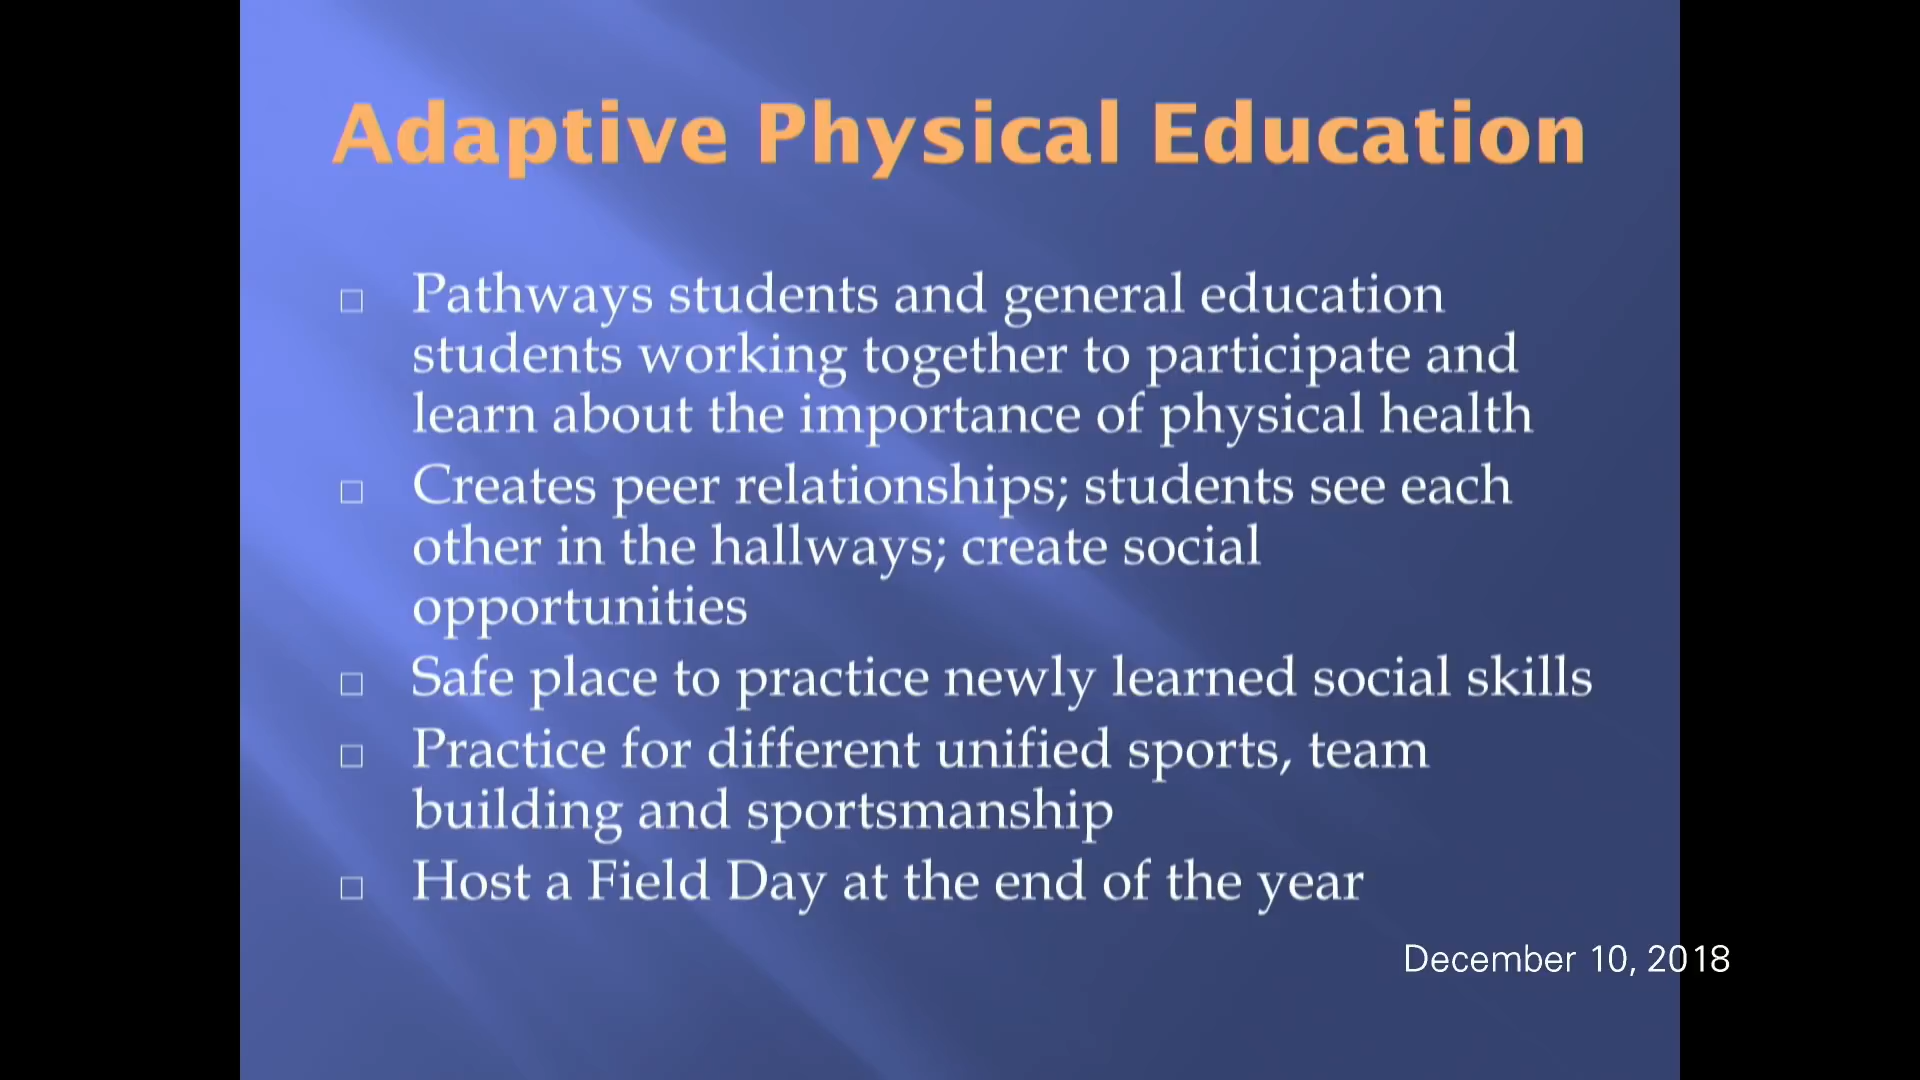 Adaptive Physical Education
□ Pathways students and general education
students working together to participate and
learn about the importance of physical health
□ Creates peer relationships; students see each
other in the hallways; create social
opportunities
□ Safe place to practice newly learned social skills
□ Practice for different unified sports, team
building and sportsmanship
□ Host a Field Day at the end of the year
December 10, 2018